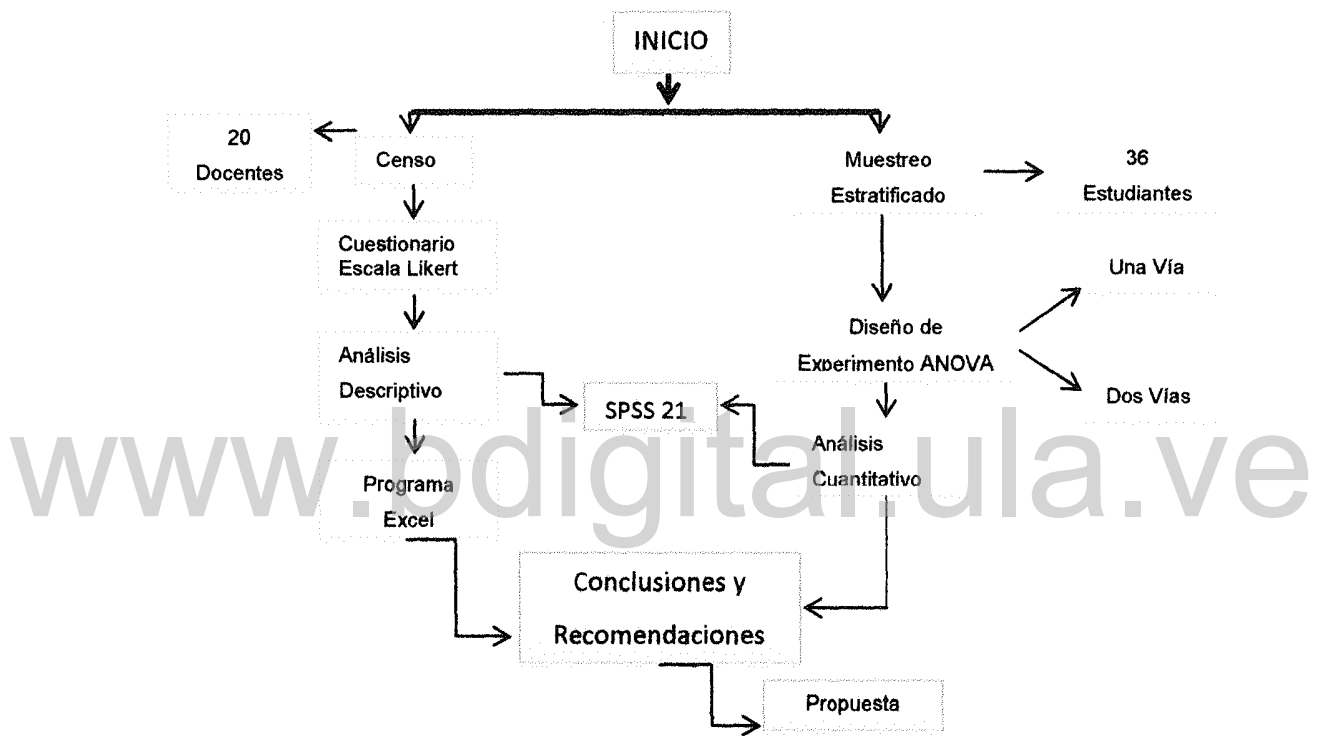 INICIO
20
Docentes
Censo
Muestreo
Estratificado
36
Estudiantes
Cuestionario
Escala Likert
Una Vía
Análisis
Descriptivo
Diseño de
Experimento ANOVA
Dos Vías
SPSS 21
Análisis
Cuantitativo
Programa
Excel
www.bdigital.ula.ve
Conclusiones y
Recomendaciones
Propuesta